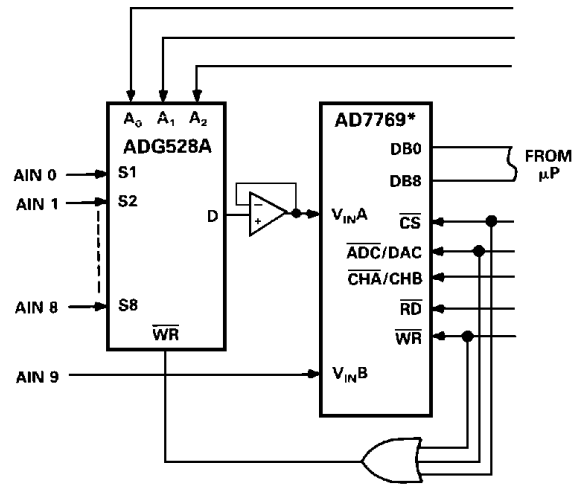 A0 A1 A2
ADG528A
AIN 0
S1
AIN 1
S2
D
AIN 8
S8
WR
AIN 9
−
+
AD7769*
DB0
DB8
FROM
µP
VINA
CS
ADC/DAC
CHA/CHB
RD
WR
VINB